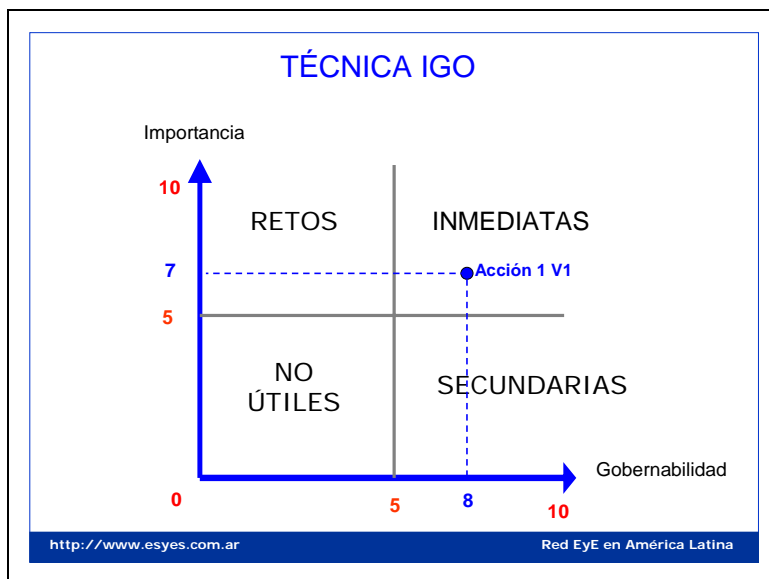 TÉCNICA IGO
Importancia
10
RETOS
INMEDIATAS
7
Acción 1 V1
5
NO
ÚTILES
SECUNDARIAS
Gobernabilidad
0
5
8
10
http://www.esyes.com.ar
Red EyE en América Latina